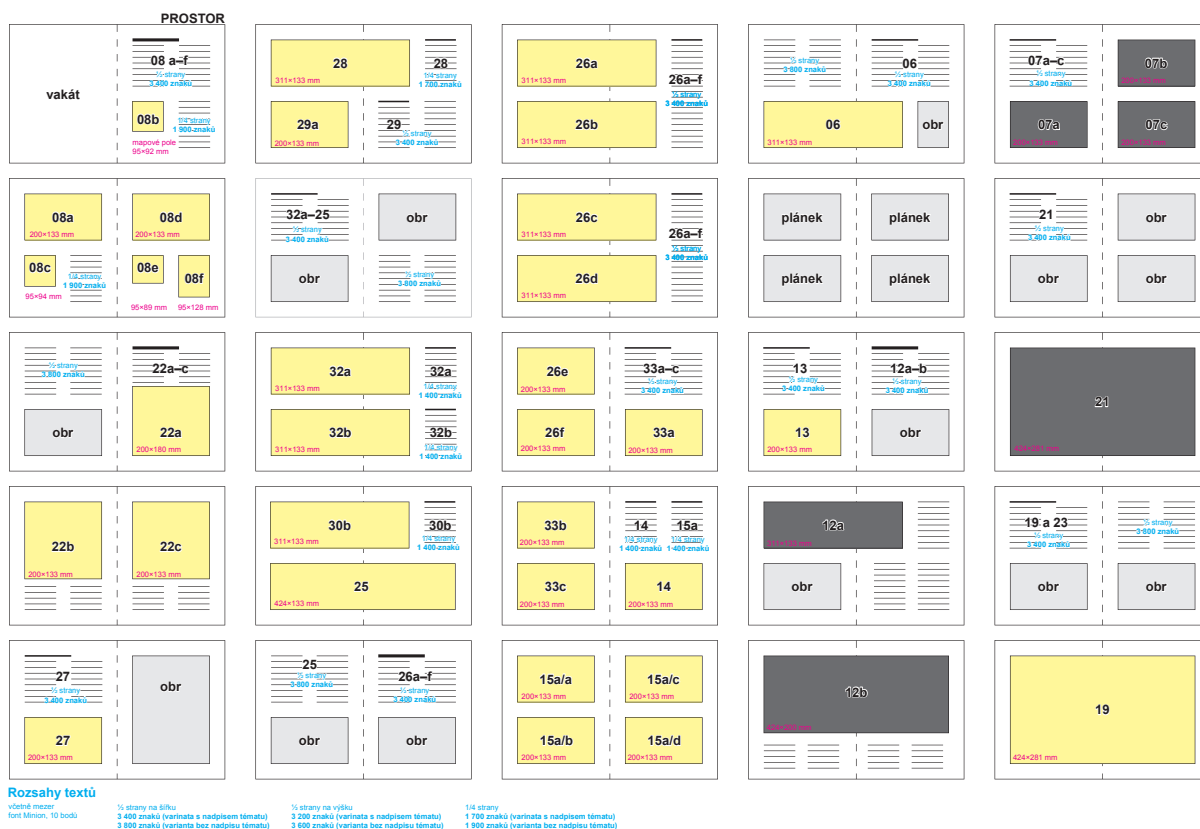 PROSTOR
vakát
08 a–f
½ strany
3 400 znaků
08b
1/4 strany
1 900 znaků
mapové pole
95×92 mm
28
311×133 mm
28
1/4 strany
1 700 znaků
29a
200×133 mm
29
½ strany
3 400 znaků
26a
311×133 mm
26a–f
½ strany
3 400 znaků
26b
311×133 mm
½ strany
3 800 znaků
06
½ strany
3 400 znaků
06
311×133 mm
obr
07a–c
½ strany
3 400 znaků
07b
200×133 mm
07a
200×133 mm
07c
200×133 mm
08a
200×133 mm
08d
200×133 mm
08c
95×94 mm
1/4 strany
1 900 znaků
08e
95×89 mm
08f
95×128 mm
32a–25
½ strany
3 400 znaků
obr
obr
½ strany
3 800 znaků
26c
311×133 mm
26a–f
½ strany
3 400 znaků
26d
311×133 mm
plánek
plánek
plánek
plánek
21
½ strany
3 400 znaků
obr
obr
obr
½ strany
3 800 znaků
22a–c
obr
22a
200×180 mm
32a
311×133 mm
32a
1/4 strany
1 400 znaků
32b
311×133 mm
32b
1/4 strany
1 400 znaků
26e
200×133 mm
33a–c
½ strany
3 400 znaků
26f
200×133 mm
33a
200×133 mm
13
½ strany
3 400 znaků
12a–b
½ strany
3 400 znaků
13
200×133 mm
obr
21
424×281 mm
22b
200×133 mm
22c
200×133 mm
30b
311×133 mm
30b
1/4 strany
1 400 znaků
25
424×133 mm
33b
200×133 mm
14
1/4 strany
1 400 znaků
15a
1/4 strany
1 400 znaků
33c
200×133 mm
14
200×133 mm
12a
311×133 mm
obr
19 a 23
½ strany
3 400 znaků
½ strany
3 800 znaků
obr
obr
27
½ strany
3 400 znaků
27
200×133 mm
obr
25
½ strany
3 800 znaků
26a–f
½ strany
3 400 znaků
obr
obr
15a/a
200×133 mm
15a/c
200×133 mm
15a/b
200×133 mm
15a/d
200×133 mm
12b
19
424×281 mm
Rozsahy textů
včetně mezer
font Minion, 10 bodů
½ strany na šířku
3 400 znaků (varinata s nadpisem tématu)
3 800 znaků (varianta bez nadpisu tématu)
½ strany na výšku
3 200 znaků (varinata s nadpisem tématu)
3 600 znaků (varianta bez nadpisu tématu)
1/4 strany
1 700 znaků (varinata s nadpisem tématu)
1 900 znaků (varianta bez nadpisu tématu)